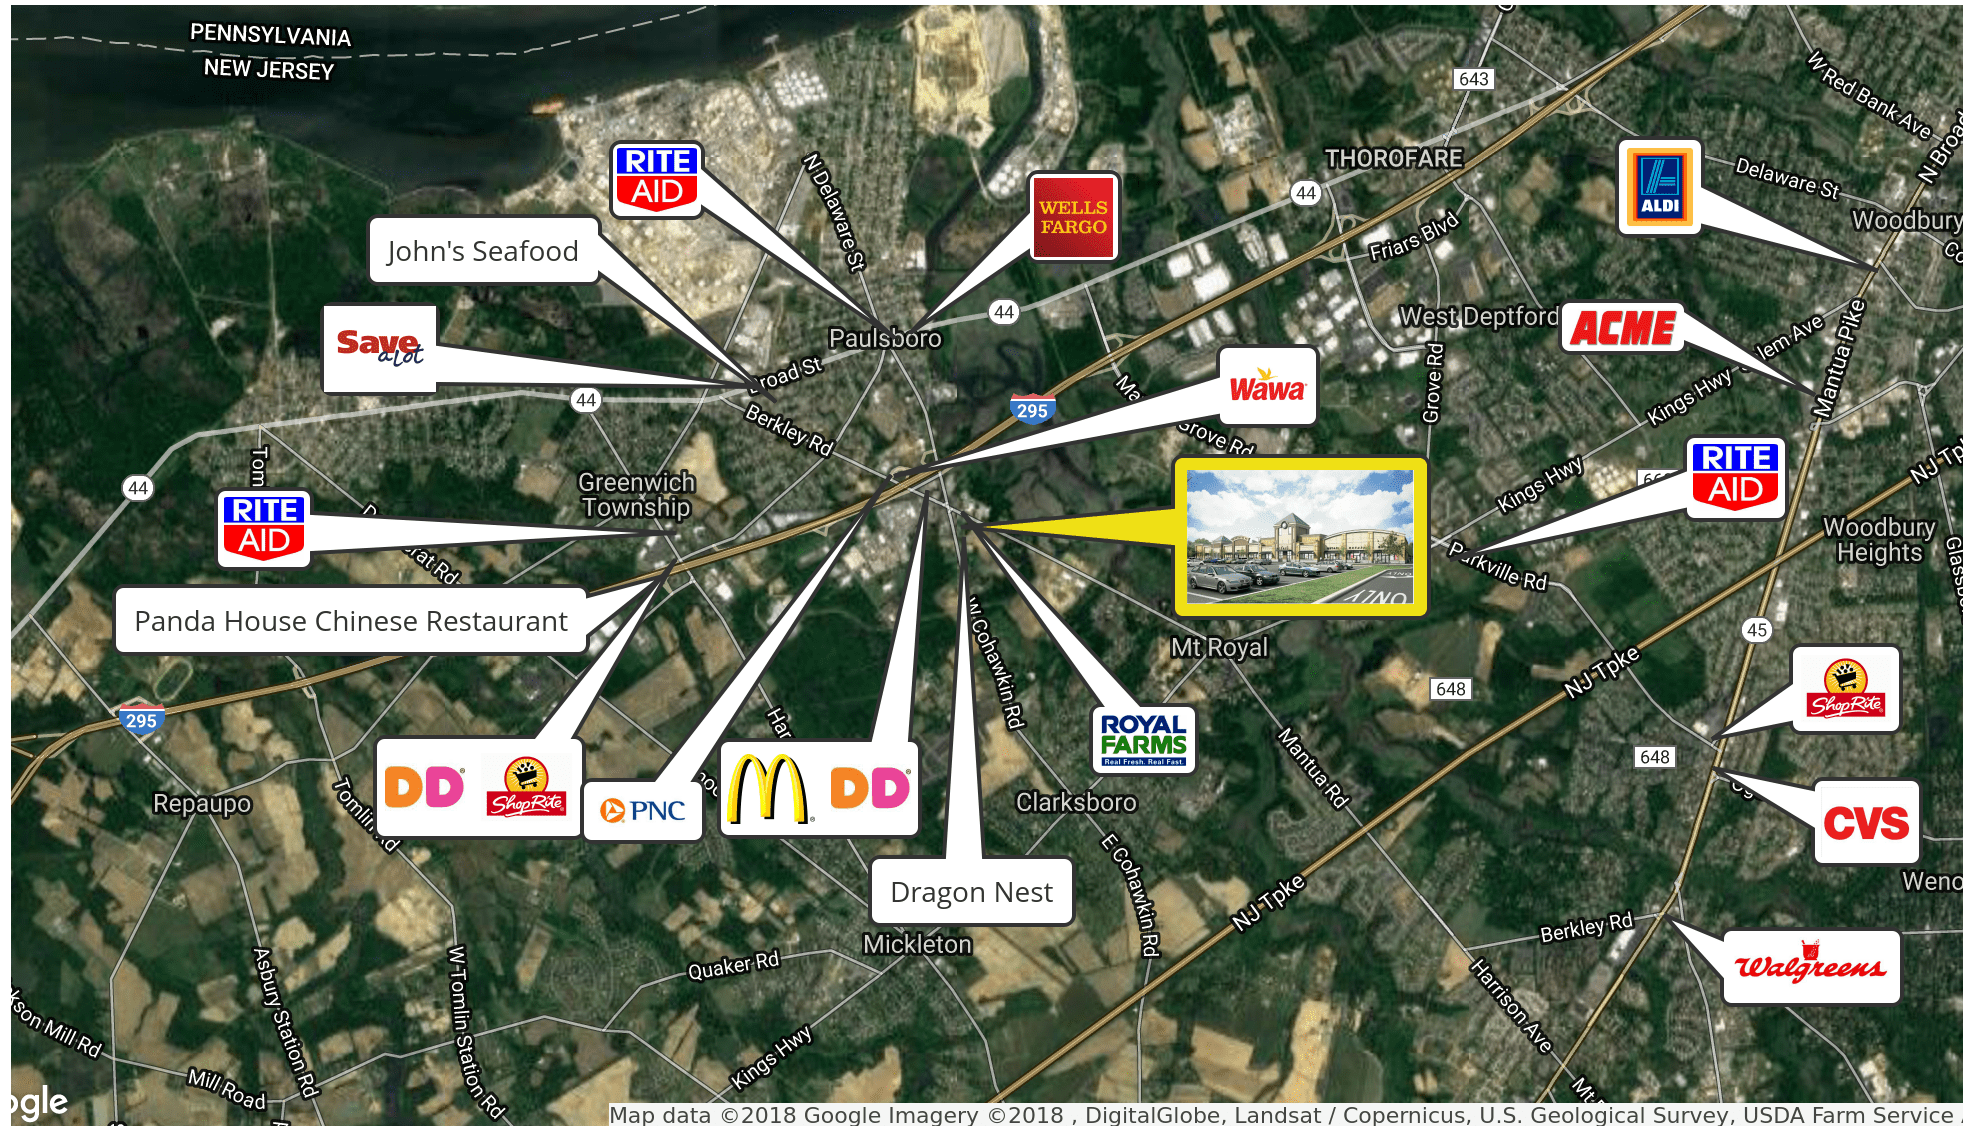 PENNSYLVANIA
NEW JERSEY
643
W Red Bank Ave
N Broad
THOROFARE
Delaware St
ALDI
Woodbury
RITE
AID
N Delaware St
WELLS
FARGO
44
Friars Blvd
John's Seafood
44
West Deptford
ACME
Mantua Pike
Save
a lot
Paulsboro
Kings Hwy
44
Berkley Rd
295
Wawa
Grove Rd
Grove Rd
44
Greenwich
Township
Kings Hwy
RITE
AID
NJ Tpke
Woodbury
Heights
RITE
AID
Parkville Rd
ONLY
Panda House Chinese Restaurant
W Cohawkin Rd
Mt Royal
45
NJ Tpke
648
ShopRite
295
ROYAL
FARMS
Real Fresh. Real Fast.
648
Mantua Rd
DD
ShopRite
PNC
DD
Repaupo
Tomlin Rd
Clarksboro
CVS
E Cohawkin Rd
Dragon Nest
NJ Tpke
Berkley Rd
Mickleton
Quaker Rd
Walgreens
Asbury Station Rd
W Tomlin Station Rd
Harrison Ave
Mill Rd
Kings Hwy
Mill Road
Map data ©2018 Google Imagery ©2018 , DigitalGlobe, Landsat / Copernicus, U.S. Geological Survey, USDA Farm Service